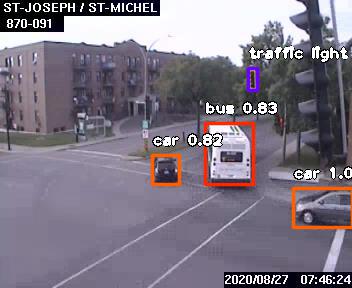 ST-JOSEPH / ST-MICHEL
870-091
traffic light
bus 0.83
car 0.82
car 1.0
2020/08/27 07:46:24